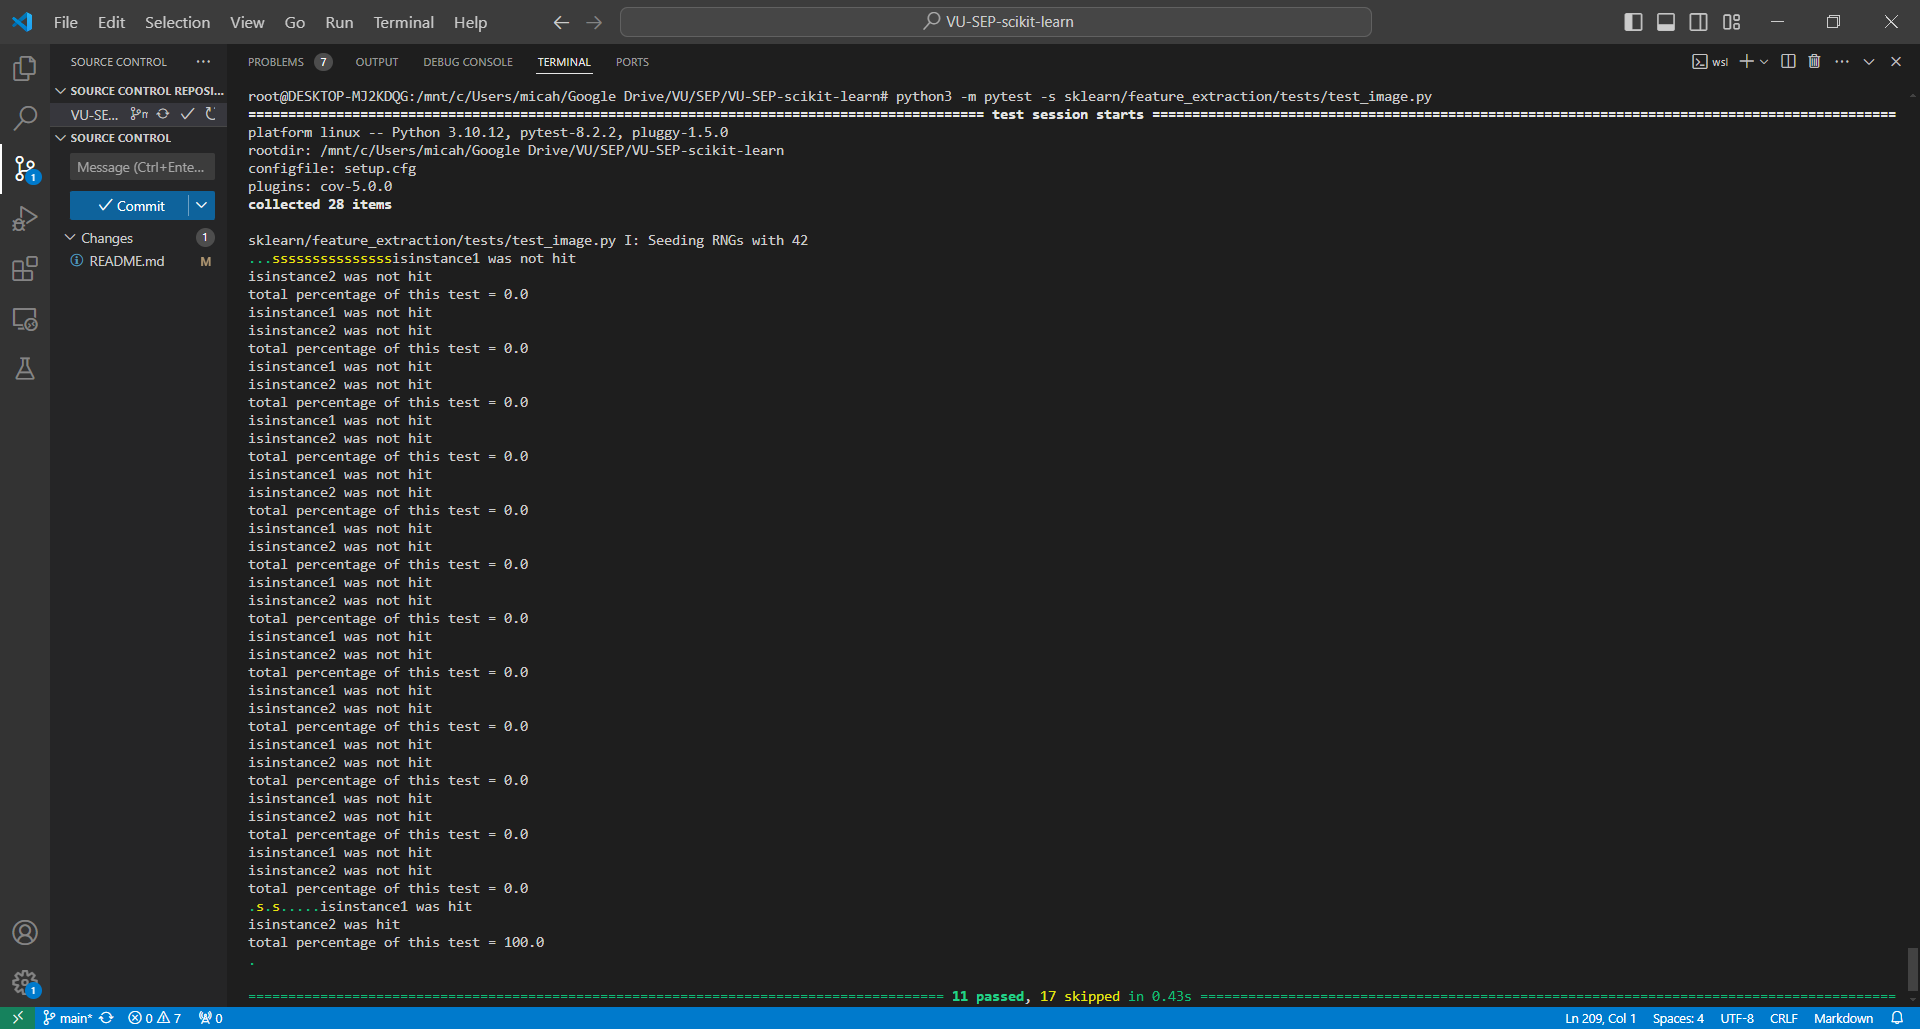 File Edit Selection View Go Run Terminal Help
VU-SEP-scikit-learn
SOURCE CONTROL
SOURCE CONTROL REPOSI...
VU-SE...
SOURCE CONTROL
Message (Ctrl+Ente...
Commit
Changes 1
README.md M
1
1
PROBLEMS 7 OUTPUT DEBUG CONSOLE TERMINAL PORTS
wsl
root@DESKTOP-MJ2KDQG:/mnt/c/Users/micah/Google Drive/VU/SEP/VU-SEP-scikit-learn# python3 -m pytest -s sklearn/feature_extraction/tests/test_image.py
test session starts
platform linux -- Python 3.10.12, pytest-8.2.2, pluggy-1.5.0
rootdir: /mnt/c/Users/micah/Google Drive/VU/SEP/VU-SEP-scikit-learn
configfile: setup.cfg
plugins: cov-5.0.0
collected 28 items
sklearn/feature_extraction/tests/test_image.py I: Seeding RNGs with 42
...sssssssssssssssisinstance1 was not hit
isinstance2 was not hit
total percentage of this test = 0.0
isinstance1 was not hit
isinstance2 was not hit
total percentage of this test = 0.0
isinstance1 was not hit
isinstance2 was not hit
total percentage of this test = 0.0
isinstance1 was not hit
isinstance2 was not hit
total percentage of this test = 0.0
isinstance1 was not hit
isinstance2 was not hit
total percentage of this test = 0.0
isinstance1 was not hit
isinstance2 was not hit
total percentage of this test = 0.0
isinstance1 was not hit
isinstance2 was not hit
total percentage of this test = 0.0
isinstance1 was not hit
isinstance2 was not hit
total percentage of this test = 0.0
isinstance1 was not hit
isinstance2 was not hit
total percentage of this test = 0.0
isinstance1 was not hit
isinstance2 was not hit
total percentage of this test = 0.0
isinstance1 was not hit
isinstance2 was not hit
total percentage of this test = 0.0
isinstance1 was not hit
isinstance2 was not hit
total percentage of this test = 0.0
.s.s.....isinstance1 was hit
isinstance2 was hit
total percentage of this test = 100.0
.
11 passed, 17 skipped in 0.43s
main* 0 7 0 Ln 209, Col 1 Spaces: 4 UTF-8 CRLF Markdown